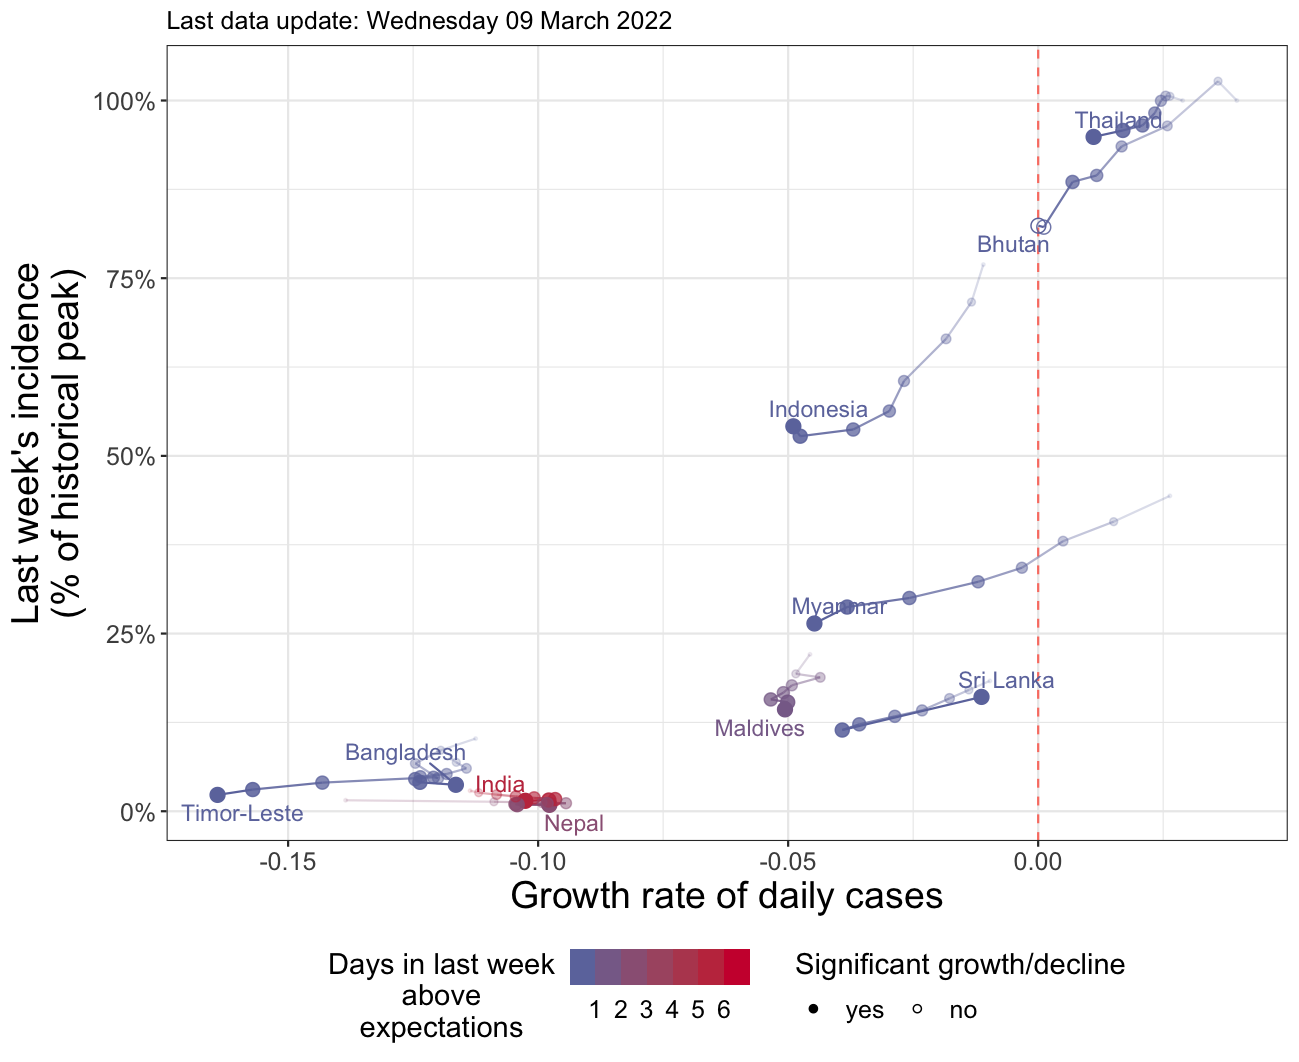 Last data update: Wednesday 09 March 2022
Last week's incidence
(% of historical peak)
100%
75%
50%
25%
0%
Thailand
Bhutan
Indonesia
Myanmar
Sri Lanka
Maldives
Bangladesh
India
Timor-Leste
Nepal
-0.15
-0.10
-0.05
0.00
Growth rate of daily cases
Days in last week
above
expectations
1 2 3 4 5 6
Significant growth/decline
yes
no